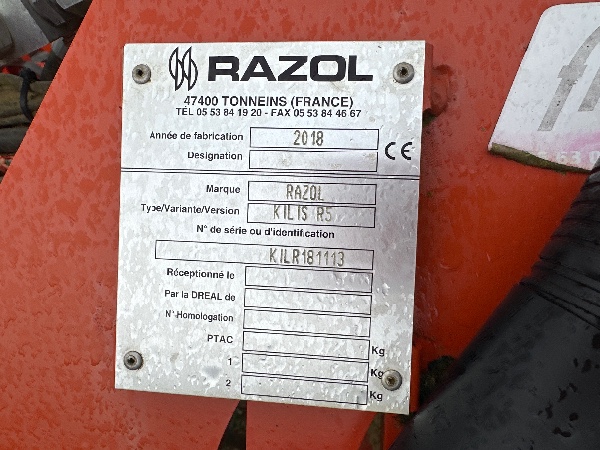 RAZOL
47400 TONNEINS (FRANCE)
TÉL 05 53 84 19 20 - FAX 05 53 84 46 67
Année de fabrication 2018
Designation
CE
Marque RAZOL
Type/Variante/Version KILIS R5
N° de série ou d'identification
KILR181113
Réceptionné le
Par la DREAL de
N° Homologation
PTAC Kg
1 Kg
2 Kg